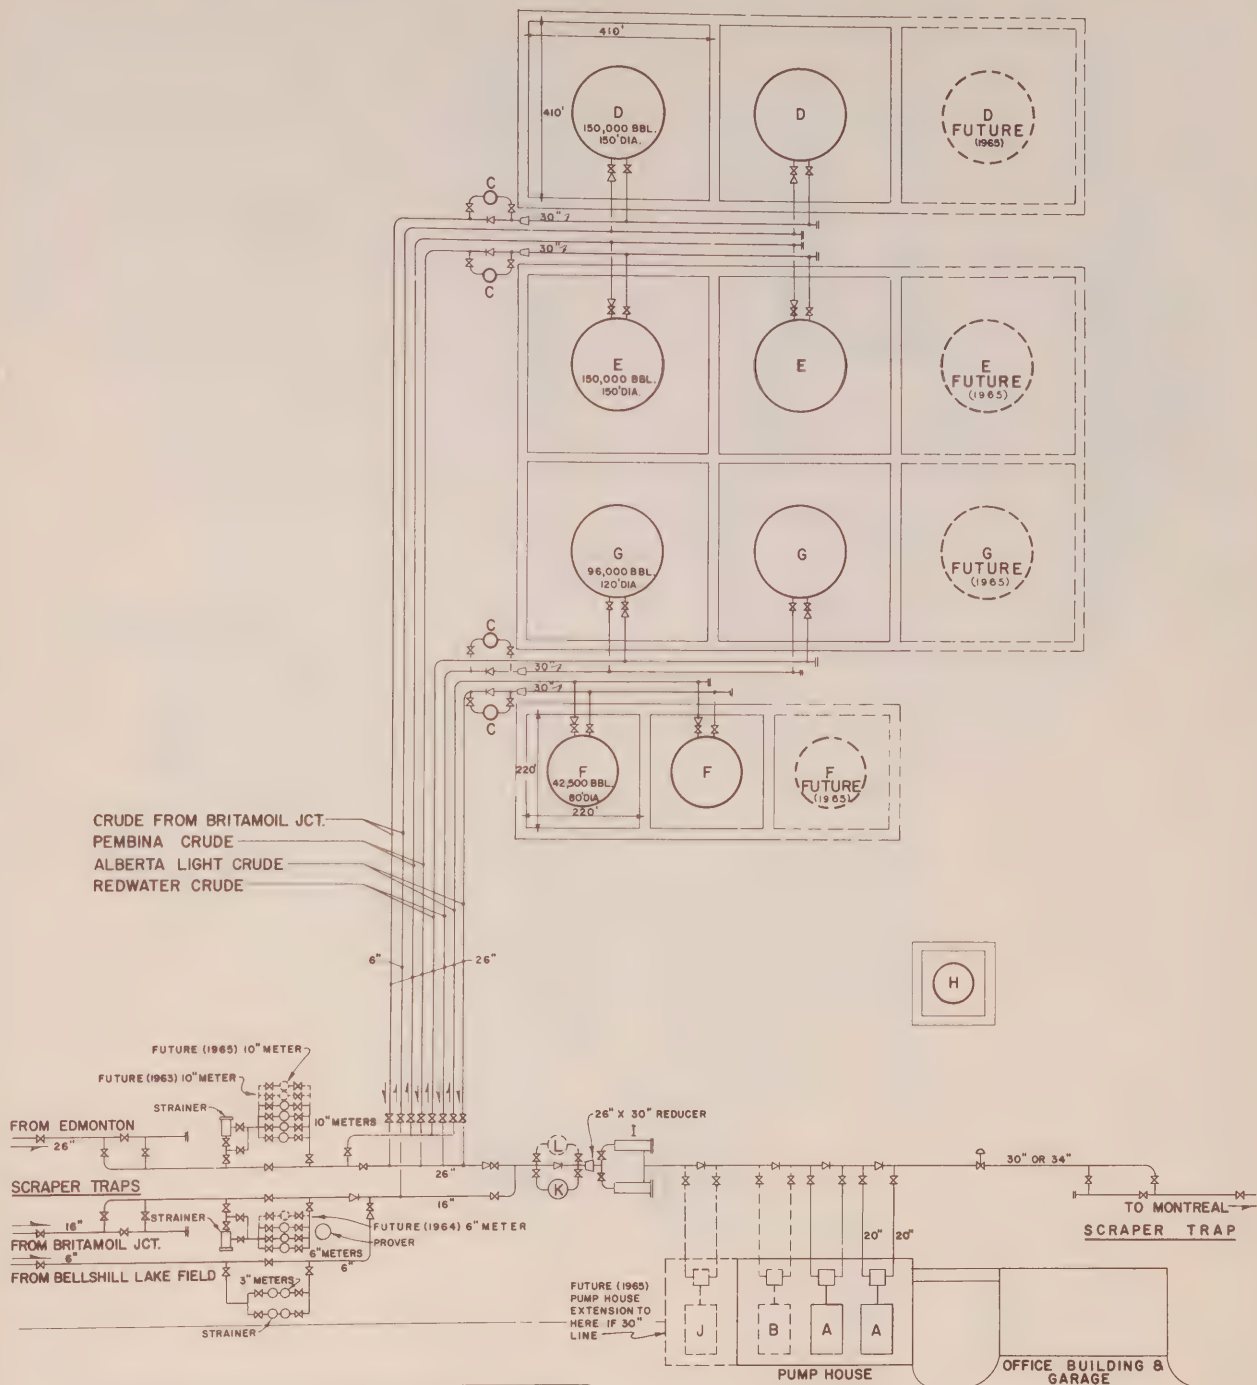 410'
410'
D
150,000 BBL.
150' DIA.
D
D
FUTURE
(1965)
C
30"
30"
C
E
150,000 BBL.
150' DIA.
E
E
FUTURE
(1965)
G
96,000 BBL.
120' DIA
G
G
FUTURE
(1965)
C
30"
30"
C
220'
F
42,500 BBL.
80' DIA
220'
F
F
FUTURE
(1965)
CRUDE FROM BRITAMOIL JCT.
PEMBINA CRUDE
ALBERTA LIGHT CRUDE
REDWATER CRUDE
6"
26"
H
FUTURE (1965) 10" METER
FUTURE (1963) 10" METER
STRAINER
10" METERS
FROM EDMONTON
26"
26"
L
K
26" X 30" REDUCER
I
30" OR 34"
SCRAPER TRAPS
16"
16"
STRAINER
FROM BRITAMOIL JCT.
6"
FROM BELLSHILL LAKE FIELD
FUTURE (1964) 6" METER
PROVER
6" METERS
6"
3" METERS
STRAINER
TO MONTREAL
SCRAPER TRAP
20"
20"
FUTURE (1965)
PUMP HOUSE
EXTENSION TO
HERE IF 30"
LINE
J
B
A
A
PUMP HOUSE
OFFICE BUILDING &
GARAGE